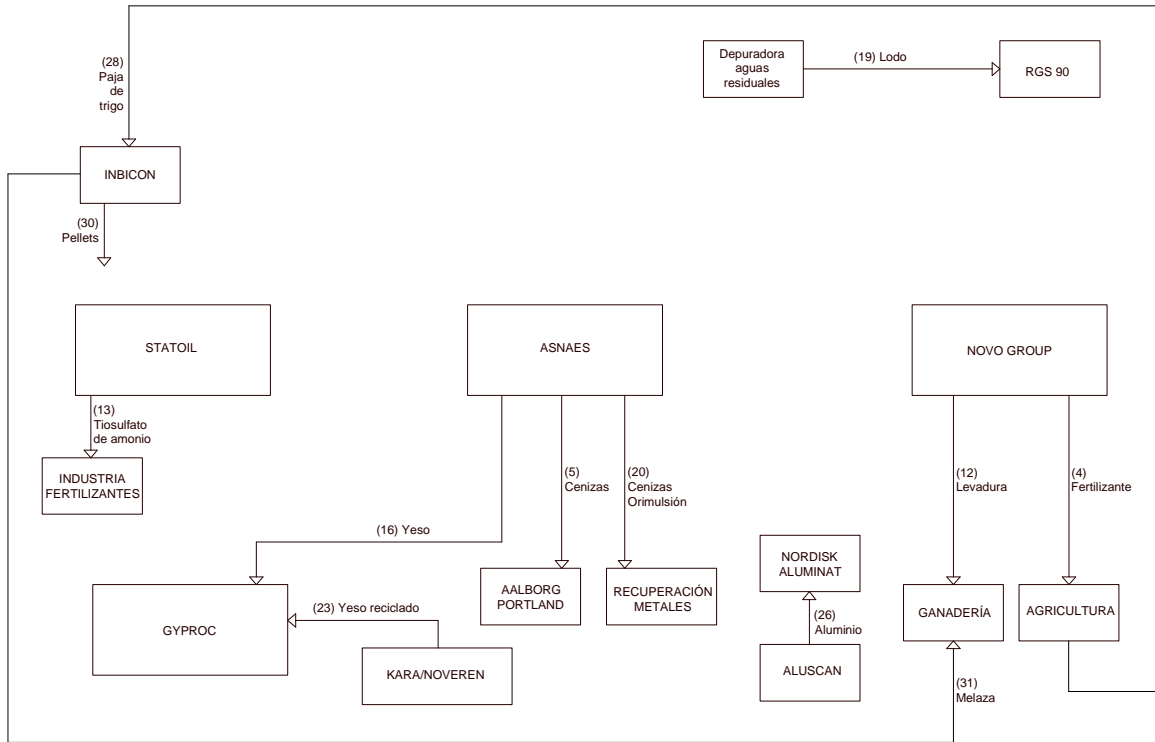 Depuradora
aguas
residuales
(19) Lodo
RGS 90
(28)
Paja
de
trigo
INBICON
(30)
Pellets
STATOIL
ASNAES
NOVO GROUP
(13)
Tiosulfato
de amonio
INDUSTRIA
FERTILIZANTES
(5)
Cenizas
(20)
Cenizas
Orimulsión
(12)
Levadura
(4)
Fertilizante
(16) Yeso
GYPROC
(23) Yeso reciclado
KARA/NOVEREN
AALBORG
PORTLAND
RECUPERACIÓN
METALES
NORDISK
ALUMINAT
(26)
Aluminio
ALUSCAN
GANADERÍA
AGRICULTURA
(31)
Melaza